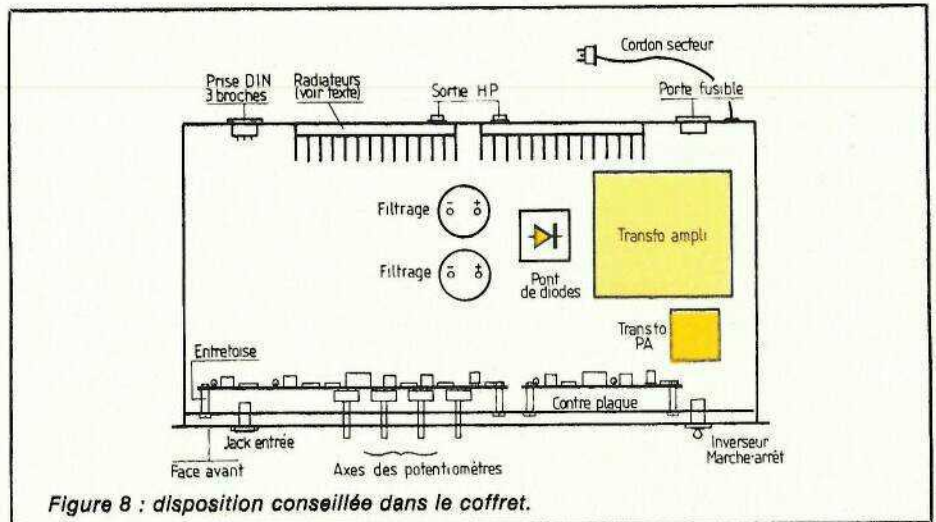 Cordon secteur
Prise DIN
3 broches
Radiateurs
(voir texte)
Sortie HP
Porte fusible
Filtrage
- +
Transfo ampli
Filtrage
- +
Pont
de diodes
Transfo
PA
Entretoise
Contre plaque
Jack entrée
Inverseur
Marche-arrêt
Face avant
Axes des potentiomètres
Figure 8 : disposition conseillée dans le coffret.